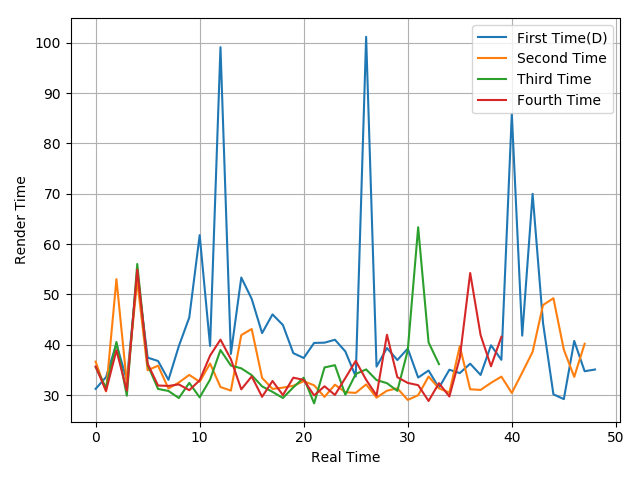 First Time(D)
Second Time
Third Time
Fourth Time
100
90
80
70
60
50
40
30
Render Time
0
10
20
30
40
50
Real Time